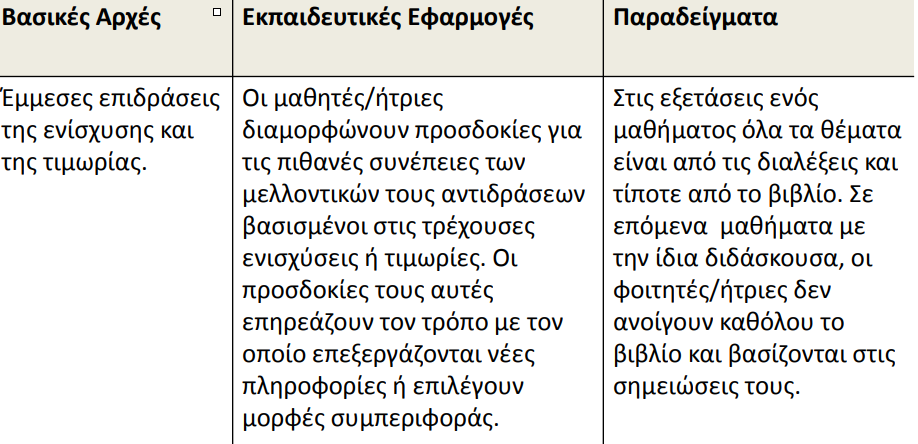 Βασικές Αρχές
Εκπαιδευτικές Εφαρμογές
Παραδείγματα
Έμμεσες επιδράσεις
της ενίσχυσης και
της τιμωρίας.
Οι μαθητές/ήτριες
διαμορφώνουν προσδοκίες για
τις πιθανές συνέπειες των
μελλοντικών τους αντιδράσεων
βασισμένοι στις τρέχουσες
ενισχύσεις ή τιμωρίες. Οι
προσδοκίες τους αυτές
επηρεάζουν τον τρόπο με τον
οποίο επεξεργάζονται νέες
πληροφορίες ή επιλέγουν
μορφές συμπεριφοράς.
Στις εξετάσεις ενός
μαθήματος όλα τα θέματα
είναι από τις διαλέξεις και
τίποτε από το βιβλίο. Σε
επόμενα μαθήματα με
την ίδια διδάσκουσα, οι
φοιτητές/ήτριες δεν
ανοίγουν καθόλου το
βιβλίο και βασίζονται στις
σημειώσεις τους.